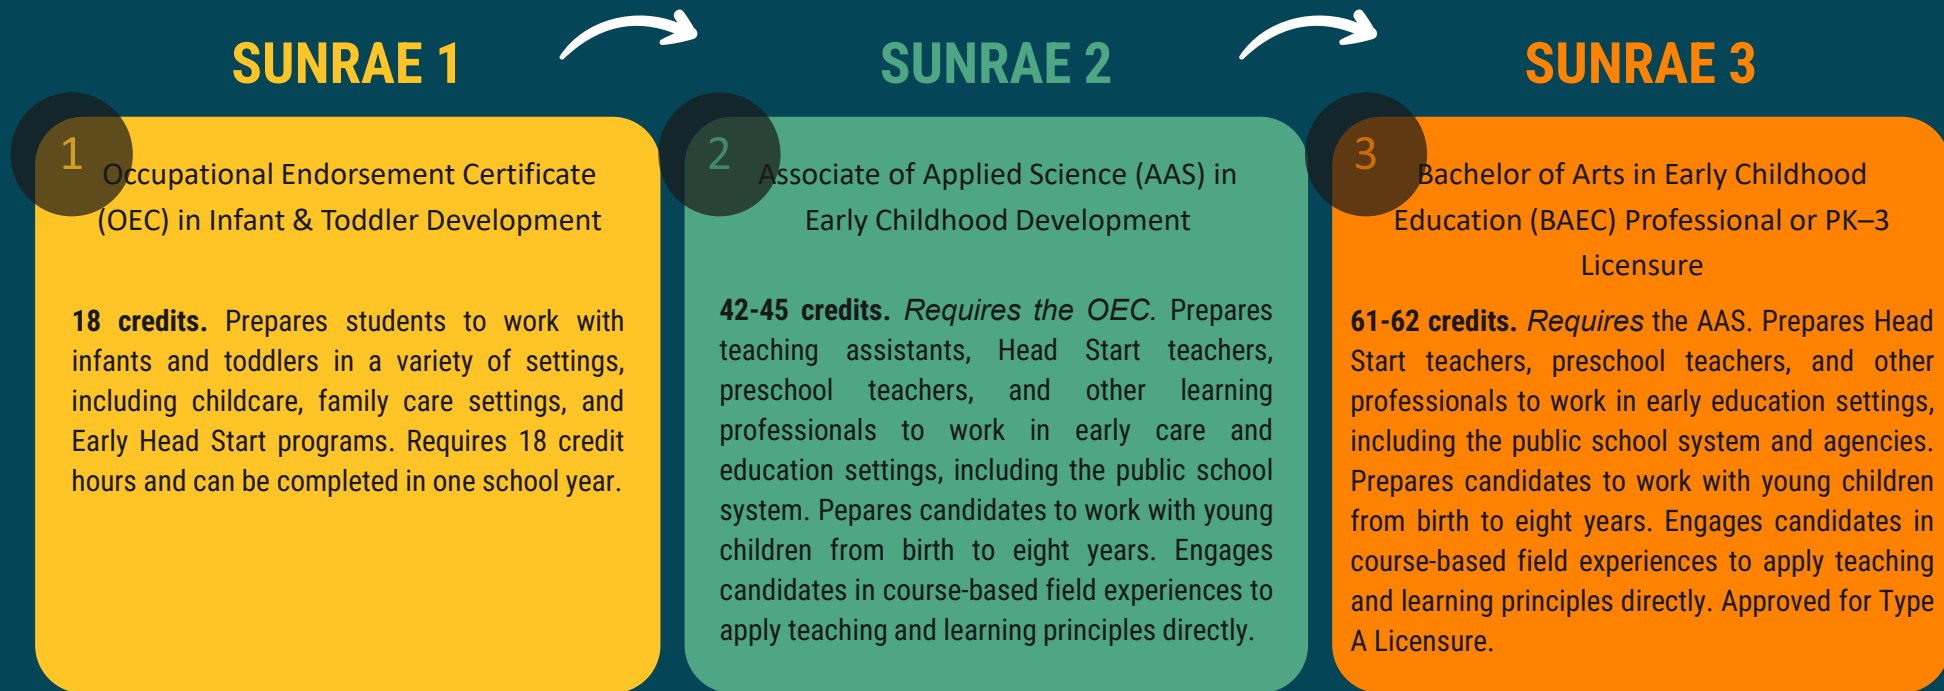 SUNRAE 1
1
Occupational Endorsement Certificate
(OEC) in Infant & Toddler Development
18 credits. Prepares students to work with
infants and toddlers in a variety of settings,
including childcare, family care settings, and
Early Head Start programs. Requires 18 credit
hours and can be completed in one school year.
SUNRAE 2
2
Associate of Applied Science (AAS) in
Early Childhood Development
42-45 credits. Requires the OEC. Prepares
teaching assistants, Head Start teachers,
preschool teachers, and other learning
professionals to work in early care and
education settings, including the public school
system. Pepares candidates to work with young
children from birth to eight years. Engages
candidates in course-based field experiences to
apply teaching and learning principles directly.
SUNRAE 3
3
Bachelor of Arts in Early Childhood
Education (BAEC) Professional or PK–3
Licensure
61-62 credits. Requires the AAS. Prepares Head
Start teachers, preschool teachers, and other
professionals to work in early education settings,
including the public school system and agencies.
Prepares candidates to work with young children
from birth to eight years. Engages candidates in
course-based field experiences to apply teaching
and learning principles directly. Approved for Type
A Licensure.